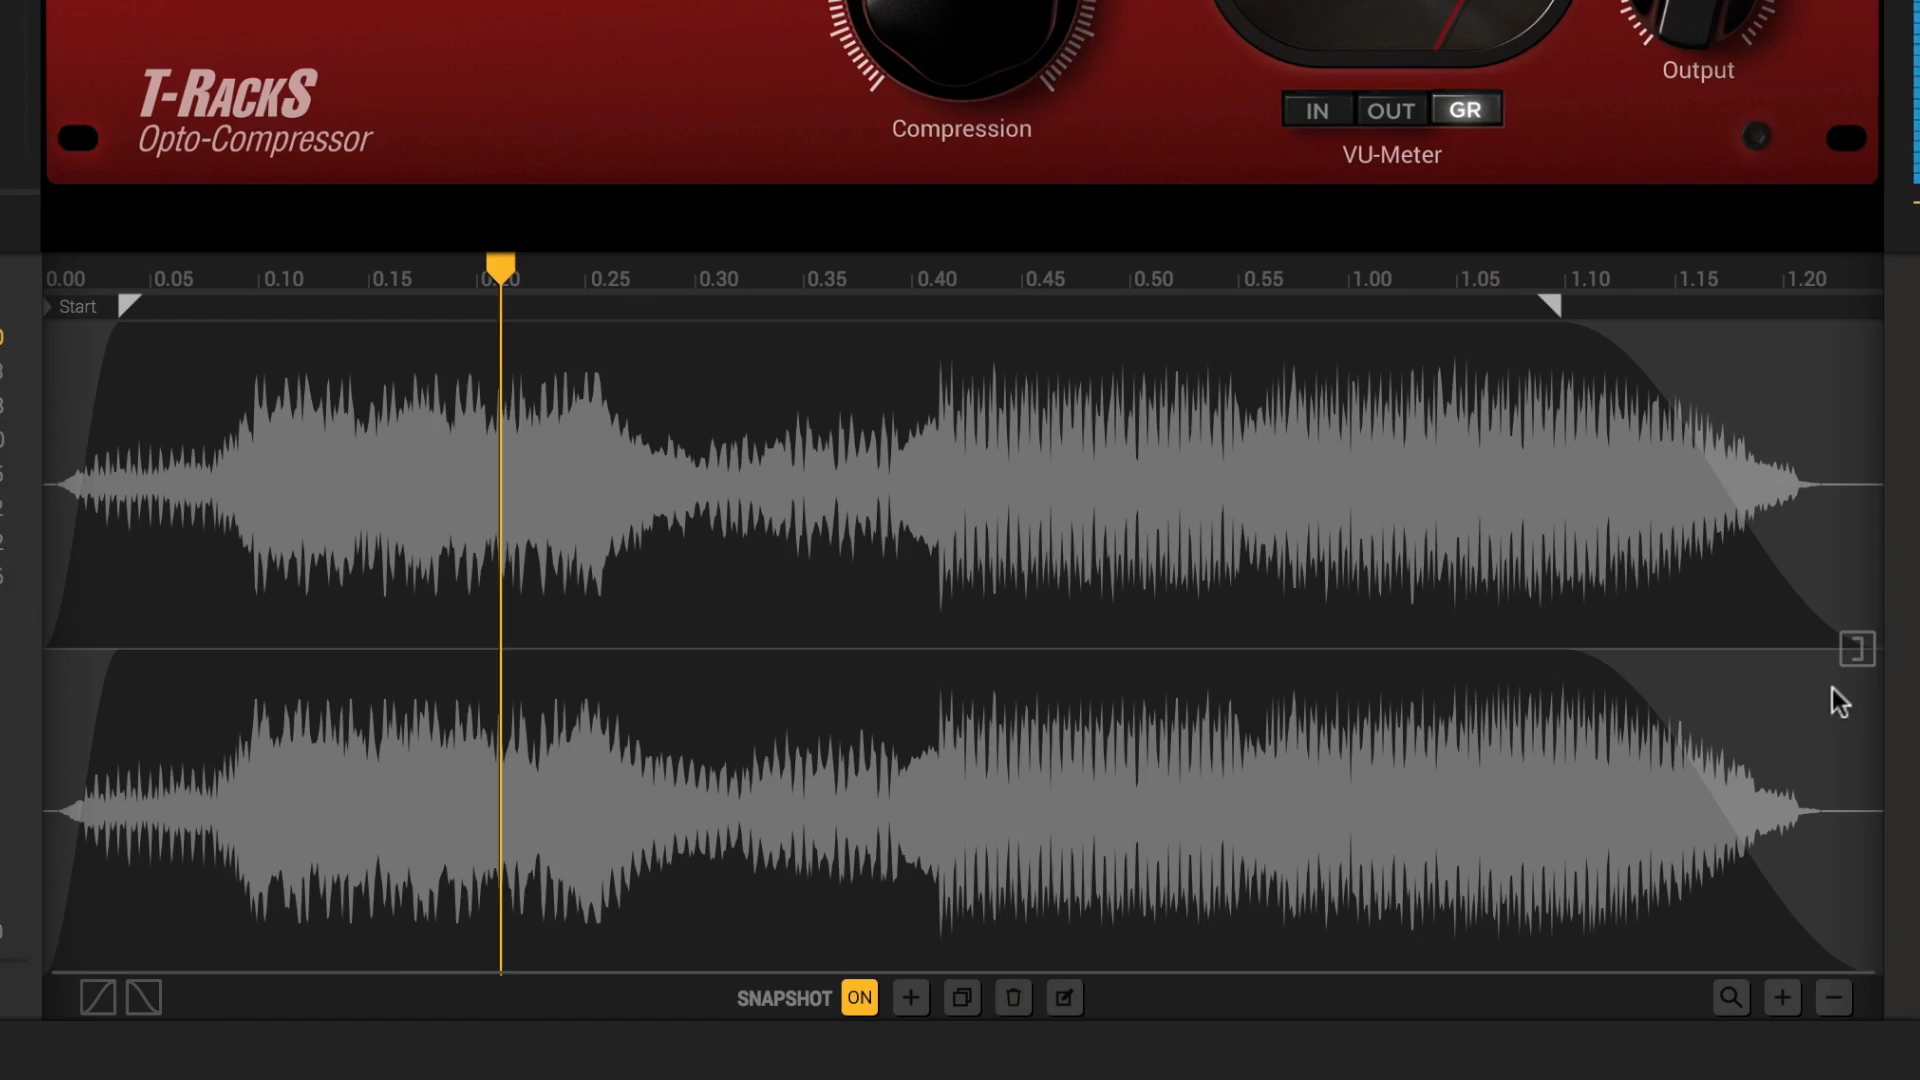 T-RackS
Opto-Compressor
Compression
IN OUT GR
VU-Meter
Output
0.00 0.05 0.10 0.15 0.20 0.25 0.30 0.35 0.40 0.45 0.50 0.55 1.00 1.05 1.10 1.15 1.20
Start
SNAPSHOT ON